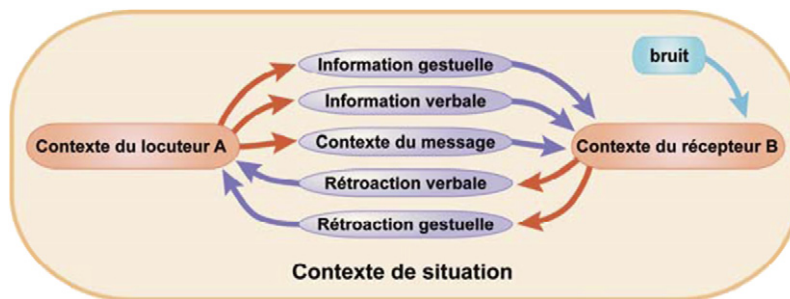 bruit
Information gestuelle
Information verbale
Contexte du locuteur A
Contexte du message
Contexte du récepteur B
Rétroaction verbale
Rétroaction gestuelle
Contexte de situation